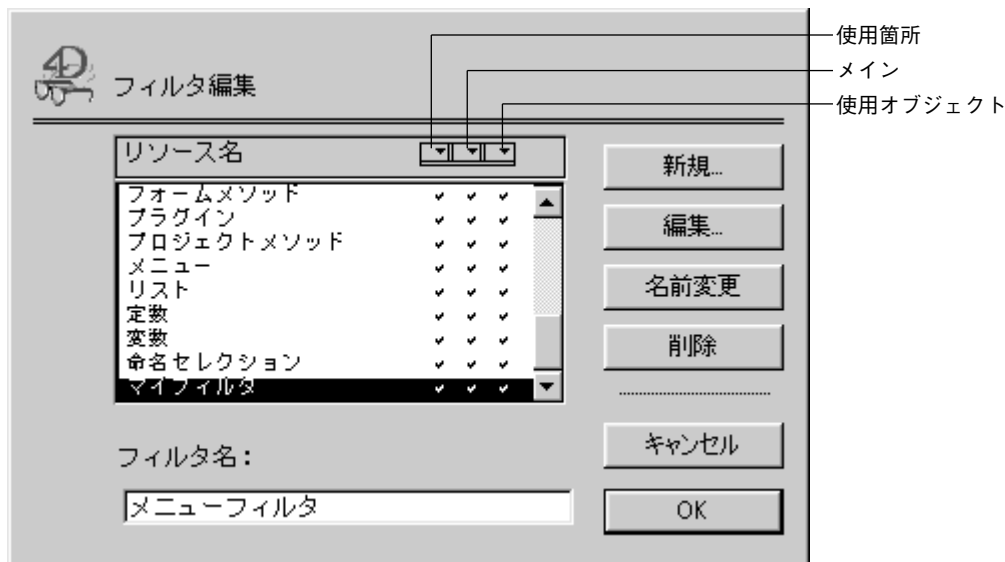 使用箇所
メイン
使用オブジェクト
4D
フィルタ編集
リソース名
フォームメソッド
プラグイン
プロジェクトメソッド
メニュー
リスト
定数
変数
命名セレクション
マイフィルタ
フィルタ名：
メニューフィルタ
新規...
編集...
名前変更
削除
キャンセル
OK